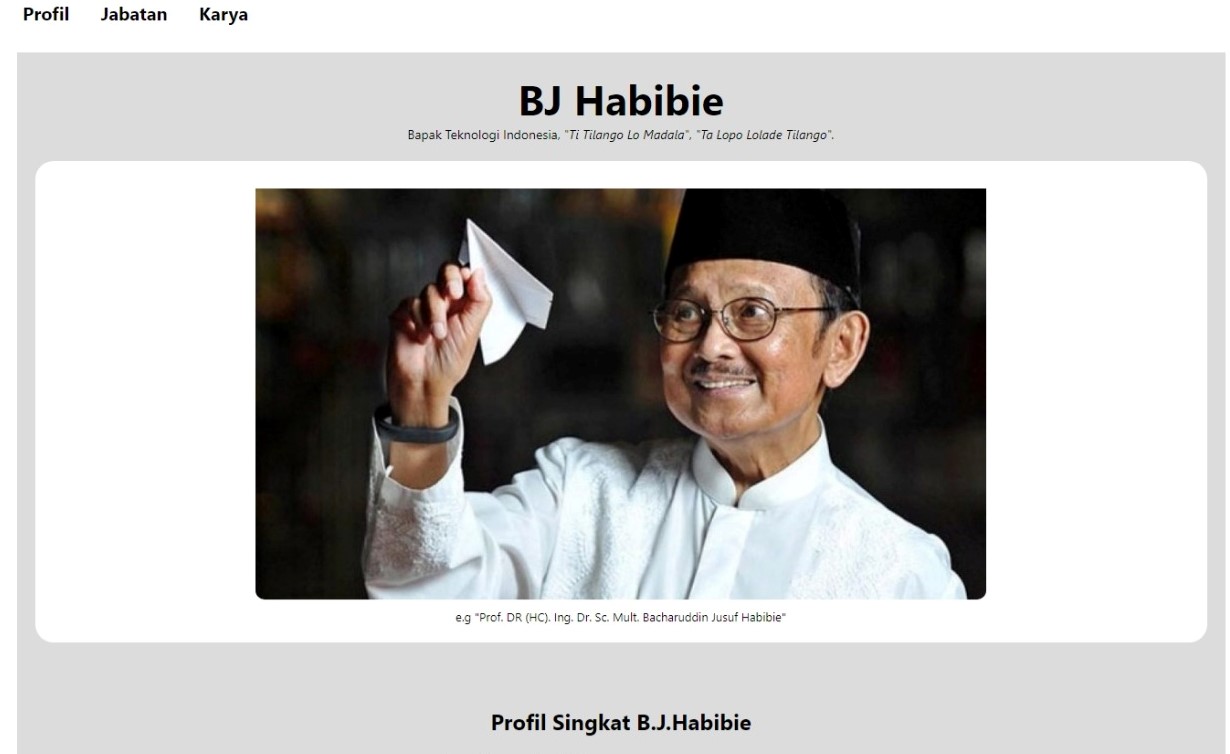 Profil Jabatan Karya
BJ Habibie
Bapak Teknologi Indonesia, "Ti Tilango Lo Madala", "Ta Lopo Lolade Tilango".
e.g "Prof. DR (HC). Ing. Dr. Sc. Mult. Bacharuddin Jusuf Habibie"
Profil Singkat B.J.Habibie